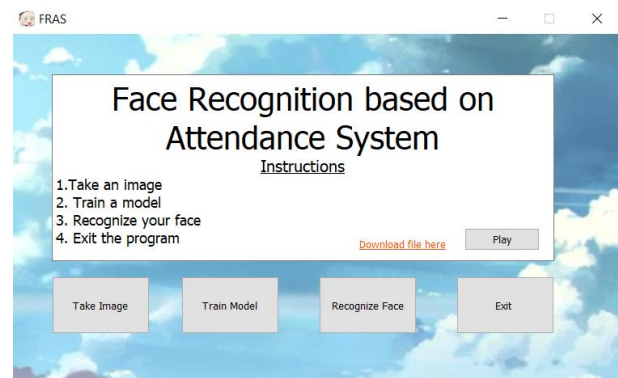 FRAS
Face Recognition based on
Attendance System
Instructions
1.Take an image
2. Train a model
3. Recognize your face
4. Exit the program
Download file here
Play
Take Image
Train Model
Recognize Face
Exit